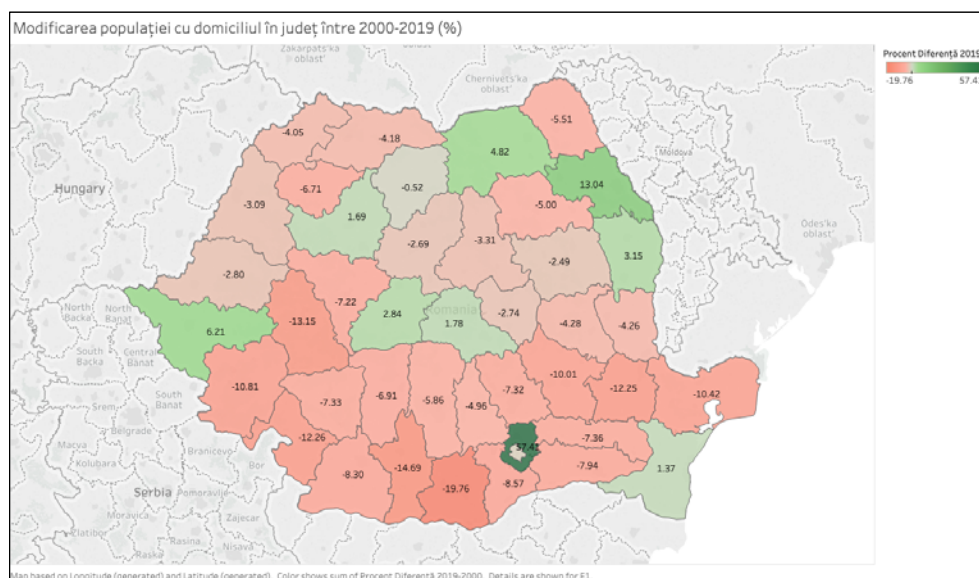 Modificarea populației cu domiciliul în județ între 2000-2019 (%)
Zakarpats'ka
oblast'
Chernivets'ka
oblast'
Procent Diferență 2019
-19.76 57.4
-5.51
-4.05
-4.18
4.82
Moldova
-0.52
13.04
-6.71
Hungary
-5.00
-3.09
1.69
Odes'ka
oblast'
-3.31
-2.69
3.15
-2.49
-2.80
-7.22
North
Backa
North
Banat
2.84
Romania
-2.74
-13.15
1.78
-4.28
-4.26
6.21
South
Backa
Central
Banat
-10.01
-10.81
-7.32
-12.25
-10.42
South
Banat
-7.33
-6.91
-5.86
-4.96
Srem
Belgrade
-12.26
-7.36
57.41
Macva
Branicevo
Kolubara
Bor
-7.94
1.37
-8.30
-14.69
-8.57
-19.76
Serbia
Pomoravlje
Moravica
Zajecar
Zlatibor
Rasina
Nisava
Raska
Map based on Longitude (generated) and Latitude (generated). Color shows sum of Procent Diferență 2019-2000. Details are shown for F1.